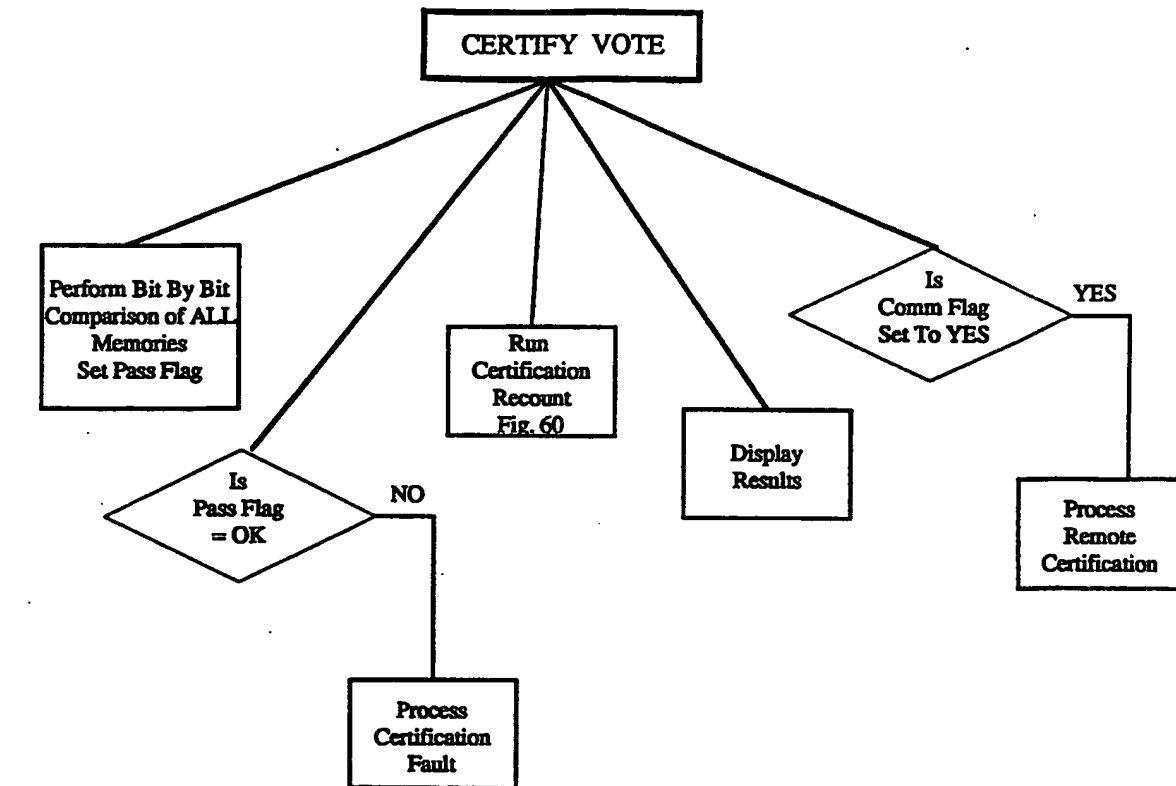 CERTIFY VOTE
Perform Bit By Bit
Comparison of ALL
Memories
Set Pass Flag
Is
Pass Flag
= OK
NO
Process
Certification
Fault
Run
Certification
Recount
Fig. 60
Display
Results
Is
Comm Flag
Set To YES
YES
Process
Remote
Certification